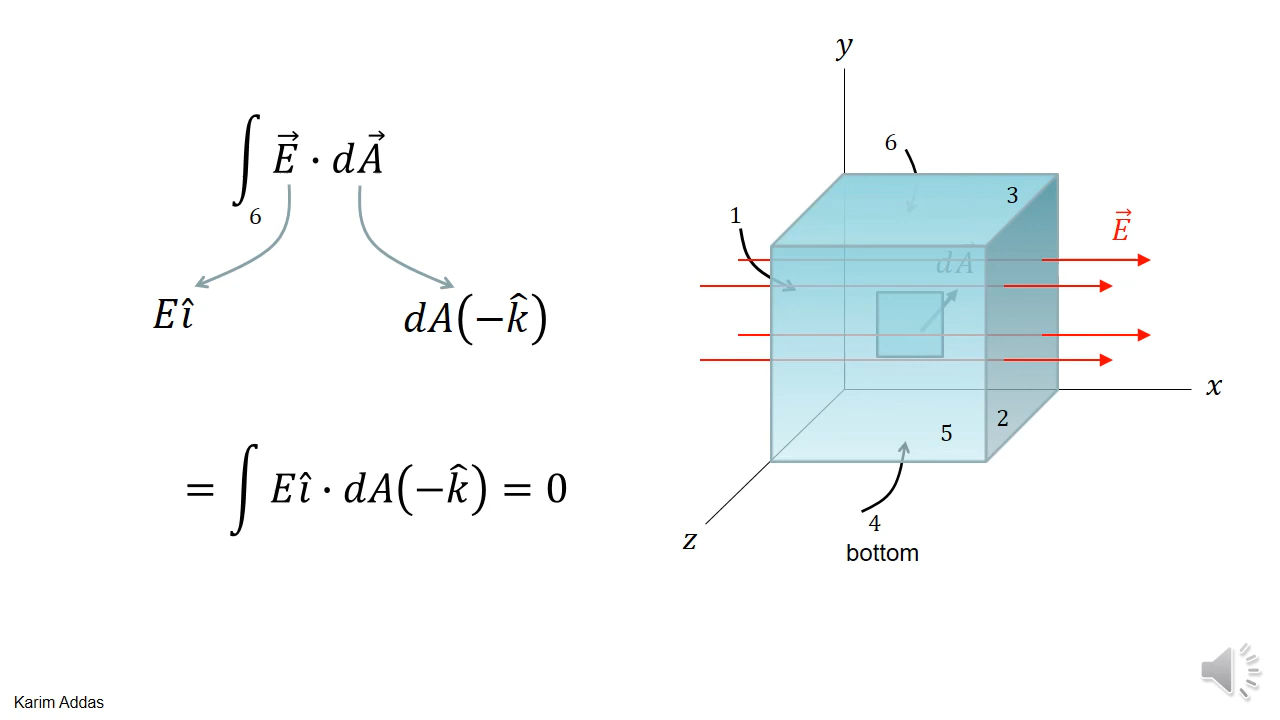 ∫₆ E⃗ · dA⃗
Eî
dA(−k̂)
= ∫ Eî · dA(−k̂) = 0
y
6
3
1
E⃗
dA⃗
x
2
5
4
z
bottom
Karim Addas